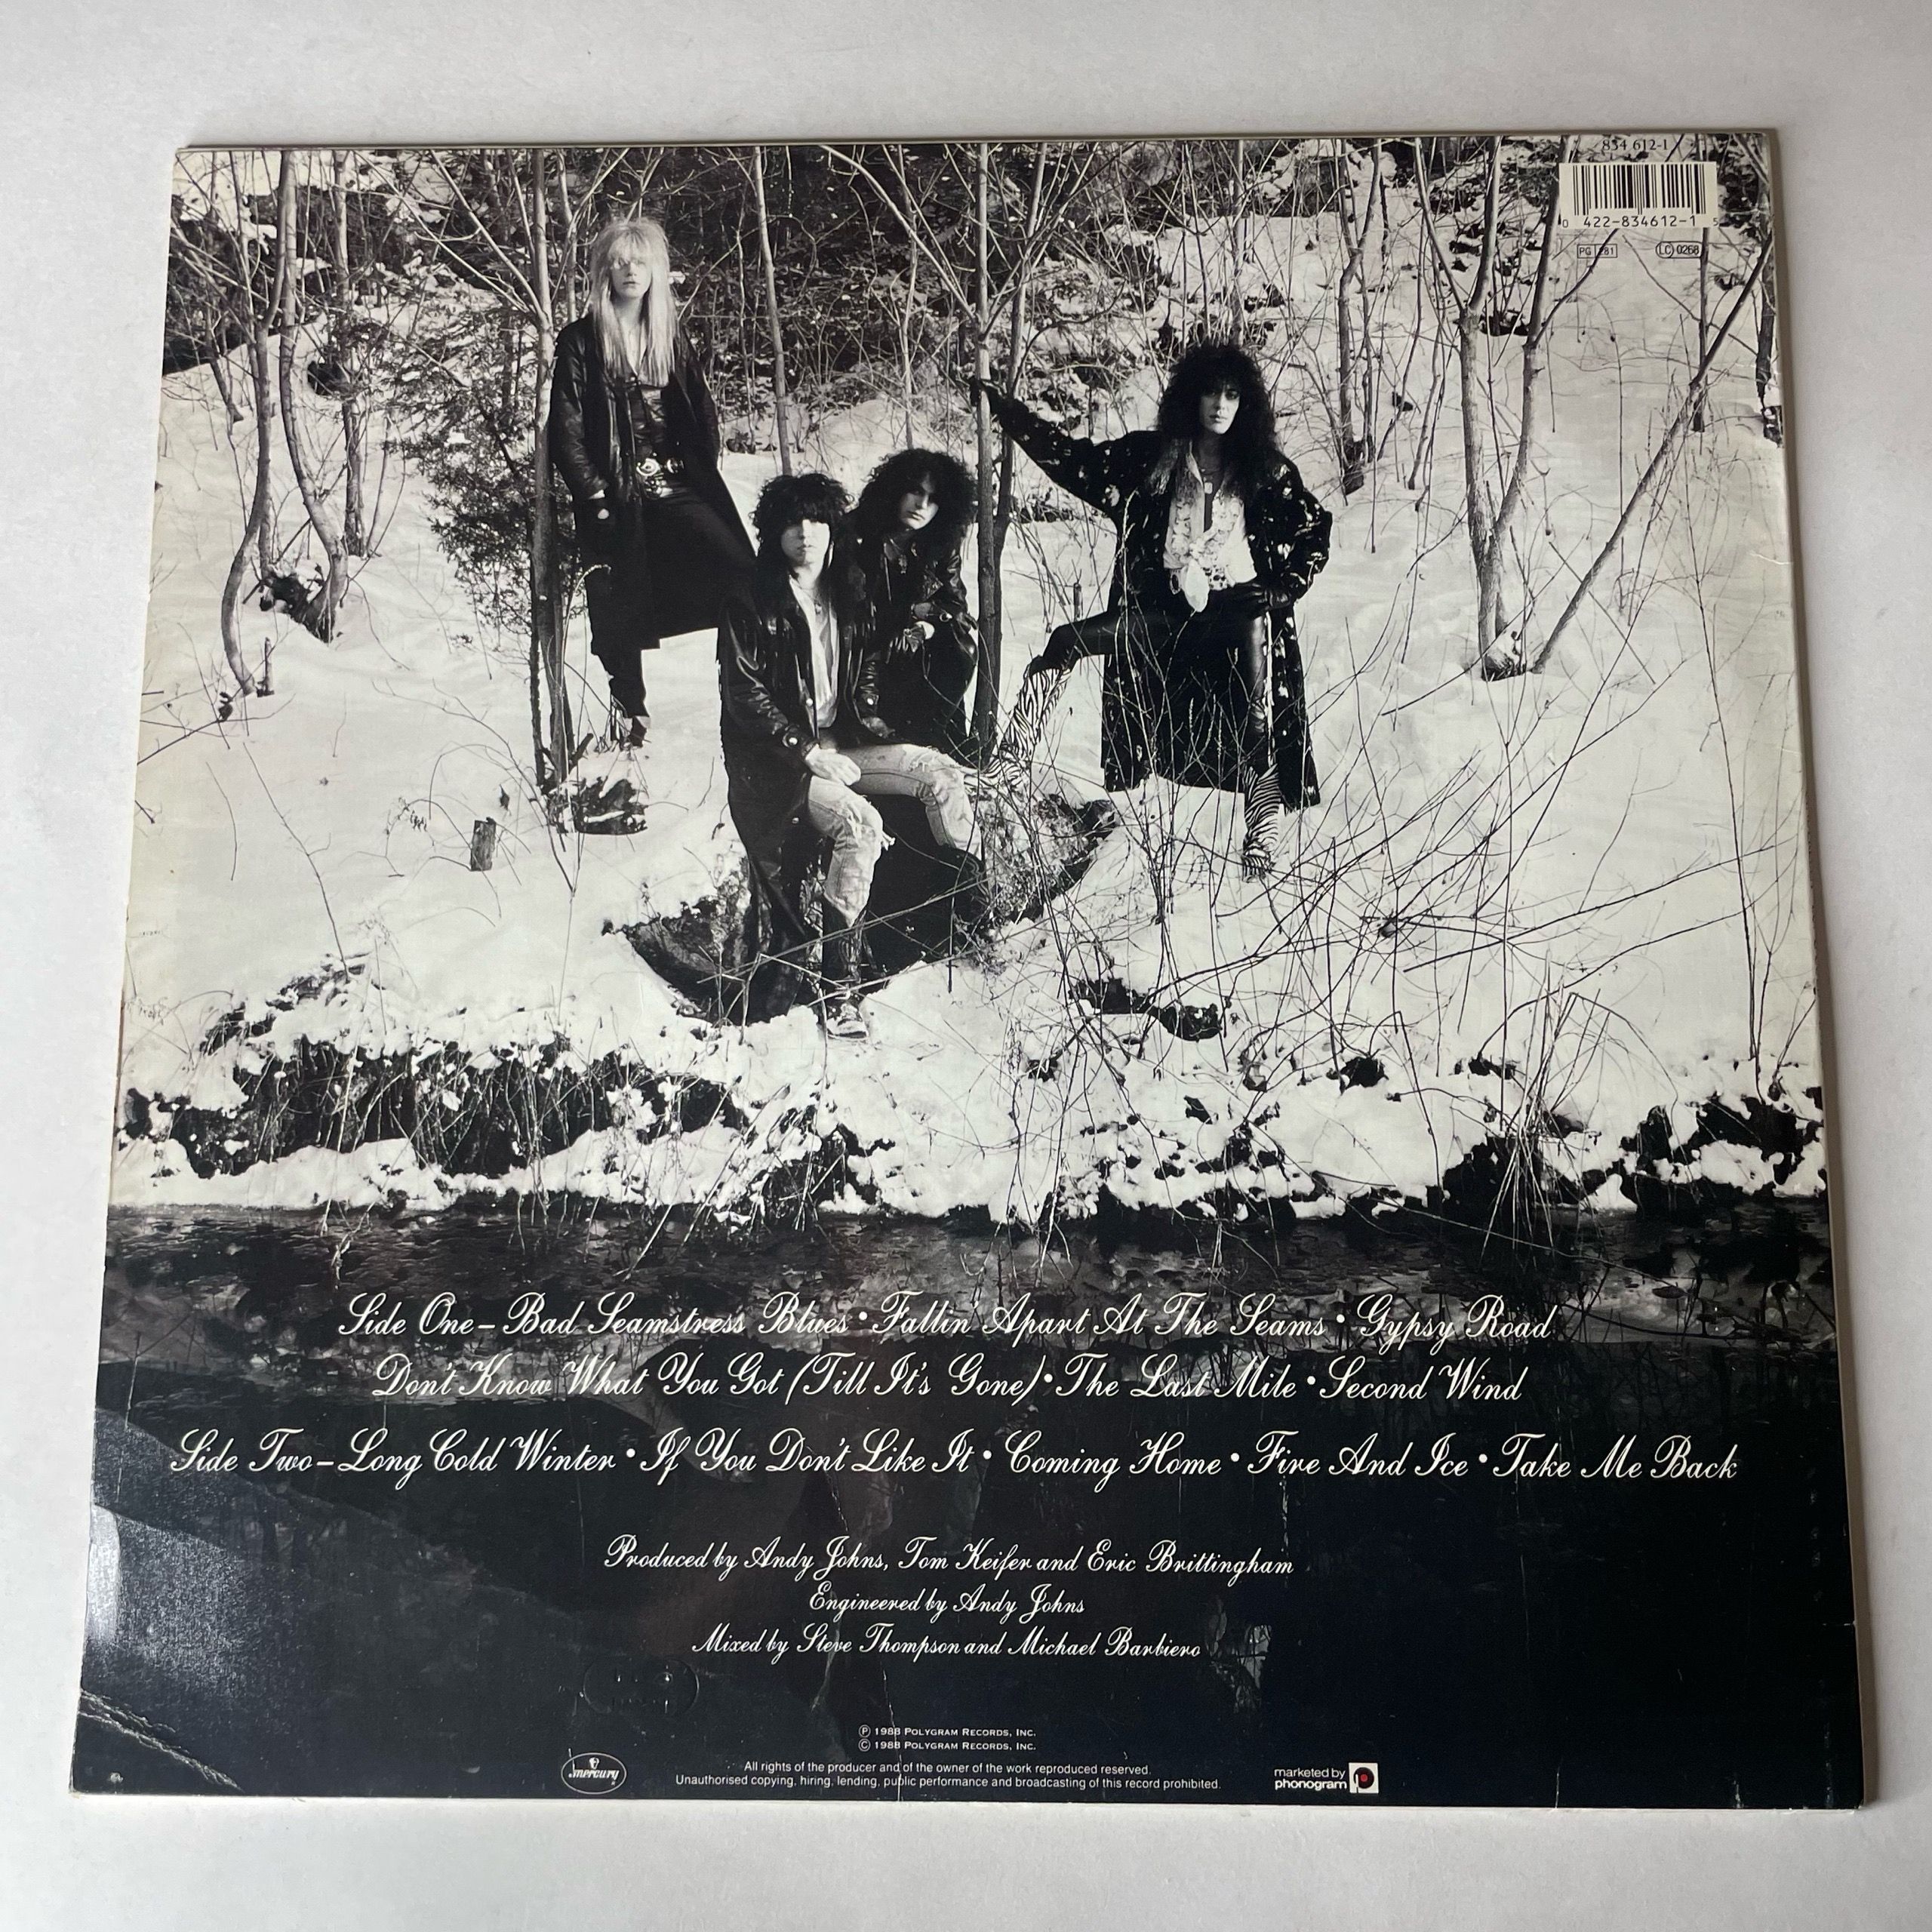 834 612-1
0 422-834612-1 5
PG 281
LC 0268
Side One – Bad Seamstress Blues • Fallin' Apart At The Seams • Gypsy Road
Don't Know What You Got (Till It's Gone) • The Last Mile • Second Wind
Side Two – Long Cold Winter • If You Don't Like It • Coming Home • Fire And Ice • Take Me Back
Produced by Andy Johns, Tom Keifer and Eric Brittingham
Engineered by Andy Johns
Mixed by Steve Thompson and Michael Barbiero
℗ 1988 POLYGRAM RECORDS, INC.
© 1988 POLYGRAM RECORDS, INC.
All rights of the producer and of the owner of the work reproduced reserved.
Unauthorised copying, hiring, lending, public performance and broadcasting of this record prohibited.
mercury
marketed by
phonogram